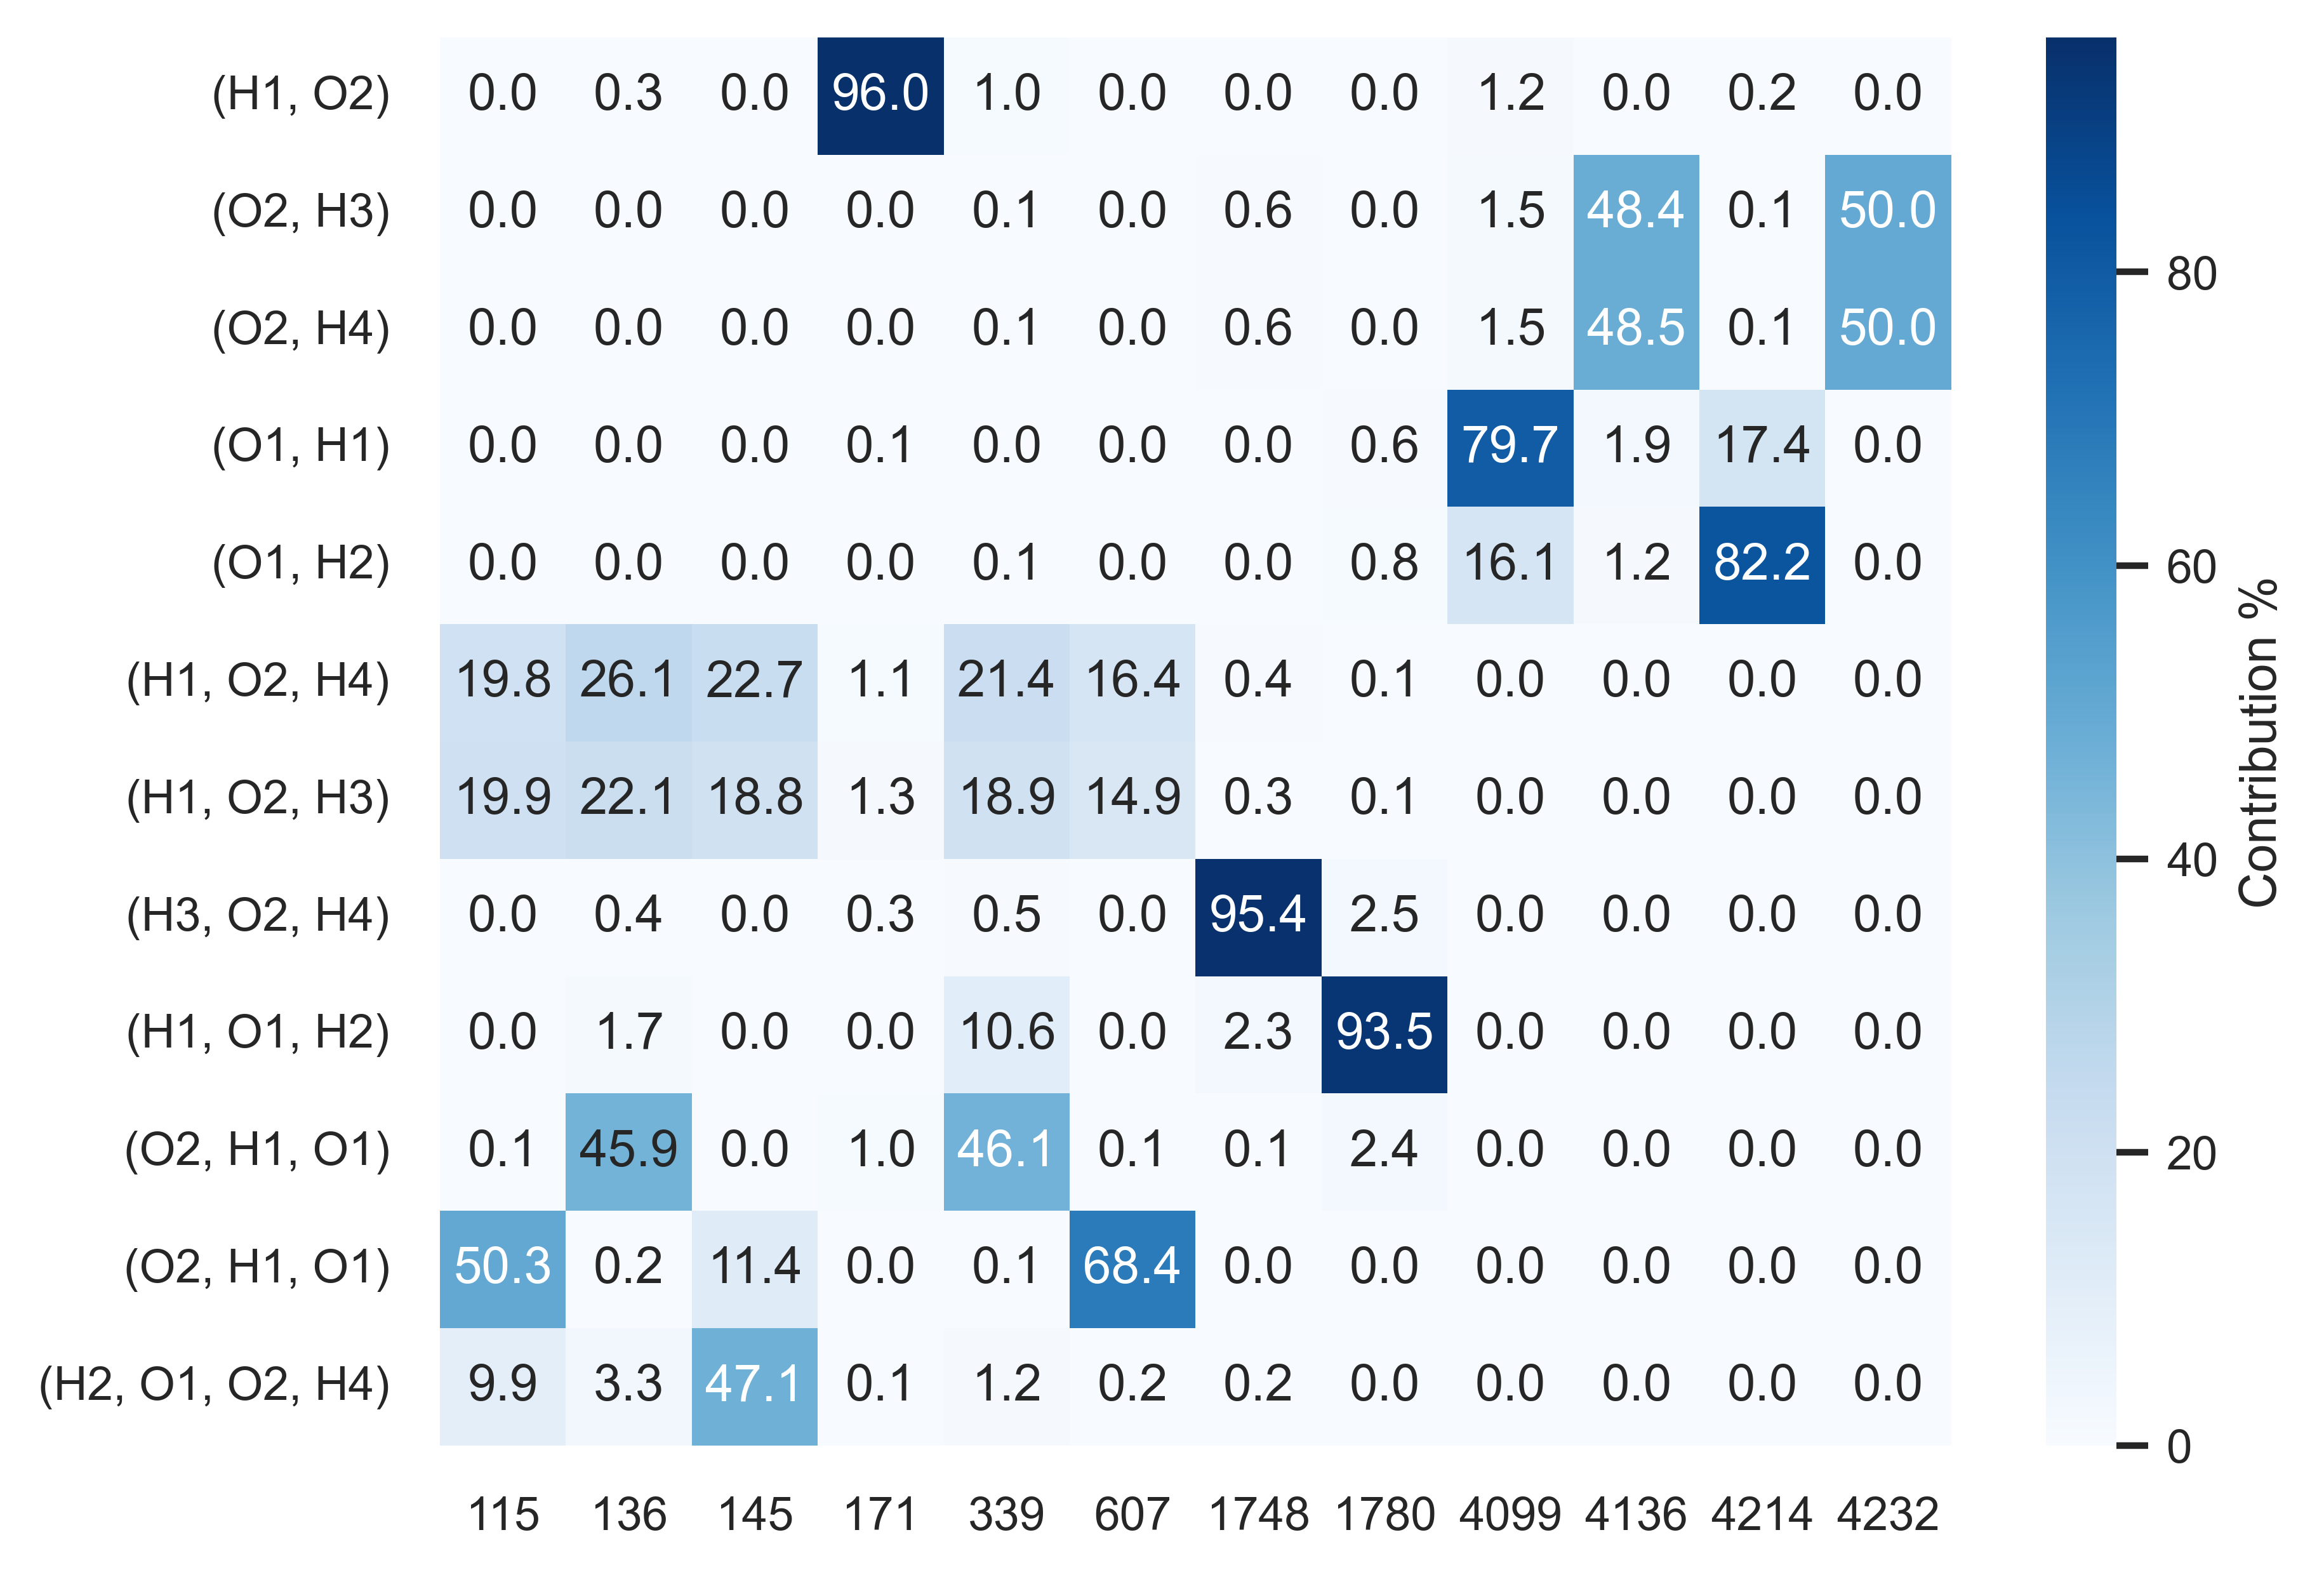 (H1, O2) 0.0 0.3 0.0 96.0 1.0 0.0 0.0 0.0 1.2 0.0 0.2 0.0
(O2, H3) 0.0 0.0 0.0 0.0 0.1 0.0 0.6 0.0 1.5 48.4 0.1 50.0
(O2, H4) 0.0 0.0 0.0 0.0 0.1 0.0 0.6 0.0 1.5 48.5 0.1 50.0
(O1, H1) 0.0 0.0 0.0 0.1 0.0 0.0 0.0 0.6 79.7 1.9 17.4 0.0
(O1, H2) 0.0 0.0 0.0 0.0 0.1 0.0 0.0 0.8 16.1 1.2 82.2 0.0
(H1, O2, H4) 19.8 26.1 22.7 1.1 21.4 16.4 0.4 0.1 0.0 0.0 0.0 0.0
(H1, O2, H3) 19.9 22.1 18.8 1.3 18.9 14.9 0.3 0.1 0.0 0.0 0.0 0.0
(H3, O2, H4) 0.0 0.4 0.0 0.3 0.5 0.0 95.4 2.5 0.0 0.0 0.0 0.0
(H1, O1, H2) 0.0 1.7 0.0 0.0 10.6 0.0 2.3 93.5 0.0 0.0 0.0 0.0
(O2, H1, O1) 0.1 45.9 0.0 1.0 46.1 0.1 0.1 2.4 0.0 0.0 0.0 0.0
(O2, H1, O1) 50.3 0.2 11.4 0.0 0.1 68.4 0.0 0.0 0.0 0.0 0.0 0.0
(H2, O1, O2, H4) 9.9 3.3 47.1 0.1 1.2 0.2 0.2 0.0 0.0 0.0 0.0 0.0
115 136 145 171 339 607 1748 1780 4099 4136 4214 4232
80
60
40
20
0
Contribution %